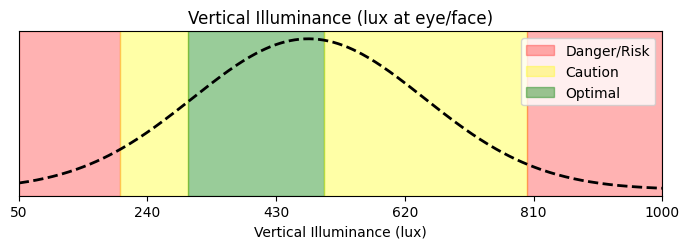 Vertical Illuminance (lux at eye/face)
Danger/Risk
Caution
Optimal
50 240 430 620 810 1000
Vertical Illuminance (lux)